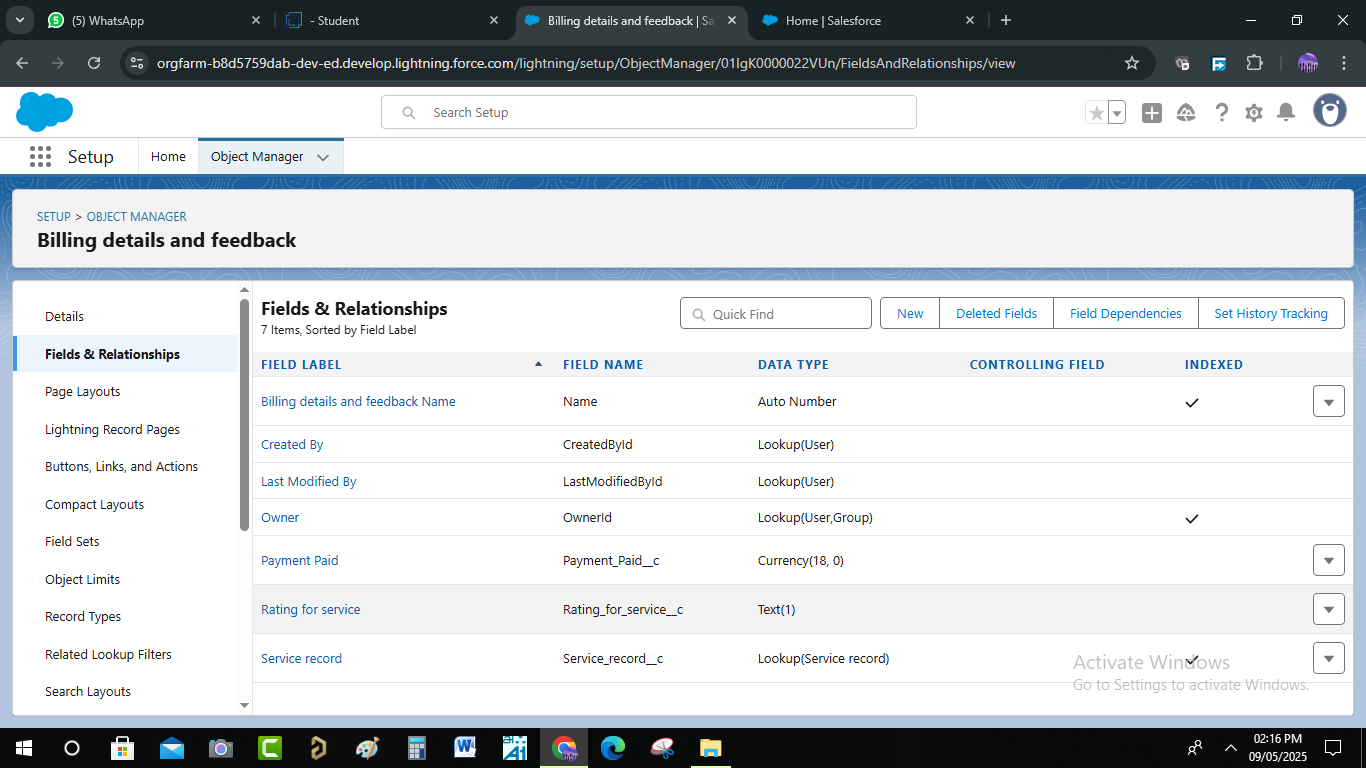 (5) WhatsApp
- Student
Billing details and feedback | Sa
Home | Salesforce
orgfarm-b8d5759dab-dev-ed.develop.lightning.force.com/lightning/setup/ObjectManager/01IgK0000022VUn/FieldsAndRelationships/view
Search Setup
Setup Home Object Manager
SETUP > OBJECT MANAGER
Billing details and feedback
Details
Fields & Relationships
Page Layouts
Lightning Record Pages
Buttons, Links, and Actions
Compact Layouts
Field Sets
Object Limits
Record Types
Related Lookup Filters
Search Layouts
Fields & Relationships
7 Items, Sorted by Field Label
Quick Find
New Deleted Fields Field Dependencies Set History Tracking
FIELD LABEL FIELD NAME DATA TYPE CONTROLLING FIELD INDEXED
Billing details and feedback Name Name Auto Number
Created By CreatedById Lookup(User)
Last Modified By LastModifiedById Lookup(User)
Owner OwnerId Lookup(User,Group)
Payment Paid Payment_Paid__c Currency(18, 0)
Rating for service Rating_for_service__c Text(1)
Service record Service_record__c Lookup(Service record)
Activate Windows
Go to Settings to activate Windows.
02:16 PM
09/05/2025